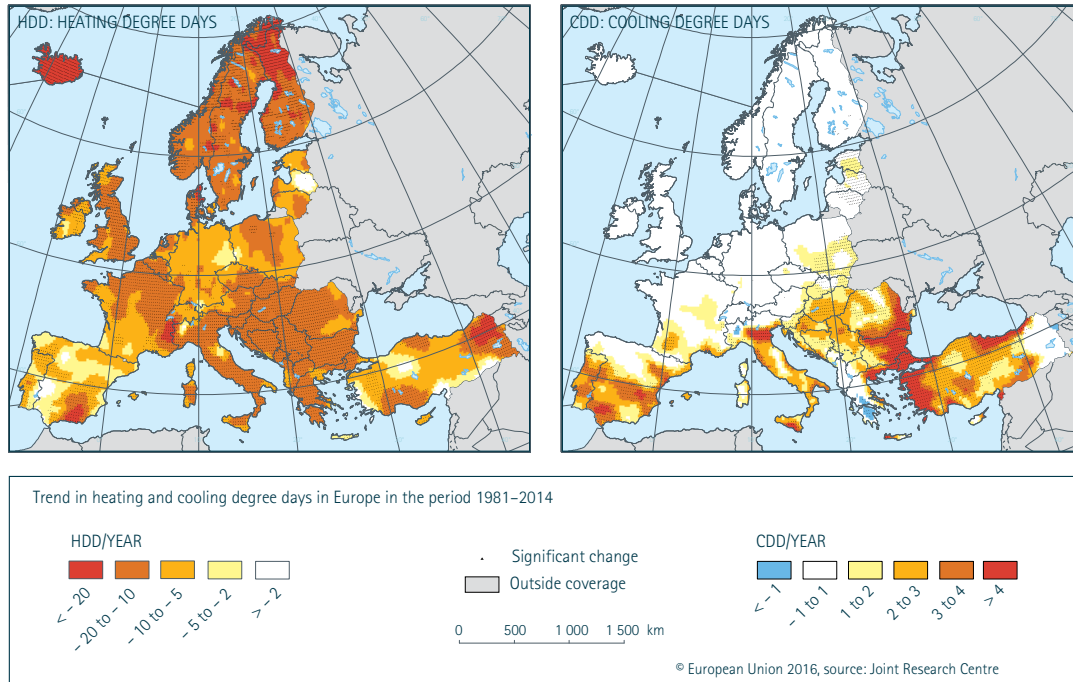 HDD: HEATING DEGREE DAYS
CDD: COOLING DEGREE DAYS
Trend in heating and cooling degree days in Europe in the period 1981–2014
HDD/YEAR
< – 20
– 20 to – 10
– 10 to – 5
– 5 to – 2
> – 2
Significant change
Outside coverage
0 500 1 000 1 500 km
CDD/YEAR
< – 1
– 1 to 1
1 to 2
2 to 3
3 to 4
> 4
© European Union 2016, source: Joint Research Centre